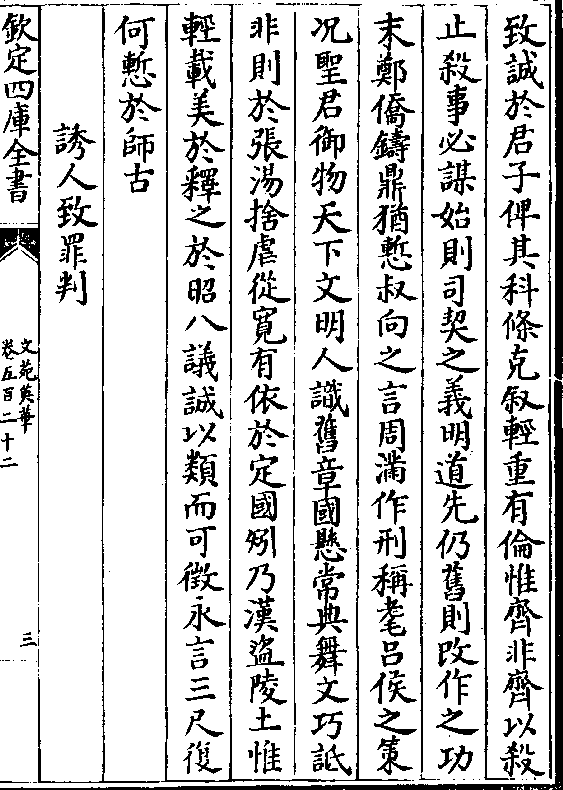 致誠於君子俾其科條克叙輕重有倫惟齊非齊以殺
止殺事必謀始則司契之義明道先仍舊則改作之功
末鄭僑鑄鼎猶慙叔向之言周滿作刑稱耄吕侯之策
况聖君御物天下文明人識舊章國懸常典舞文巧詆
非則於張湯捨虐從寛有依於定國矧乃漢盜陵土惟
輕載美於釋之於昭八議誠以類而可徴永言三尺復
何慙於師古
誘人致罪判
欽定四庫全書
文苑英華
卷五百二十二
三